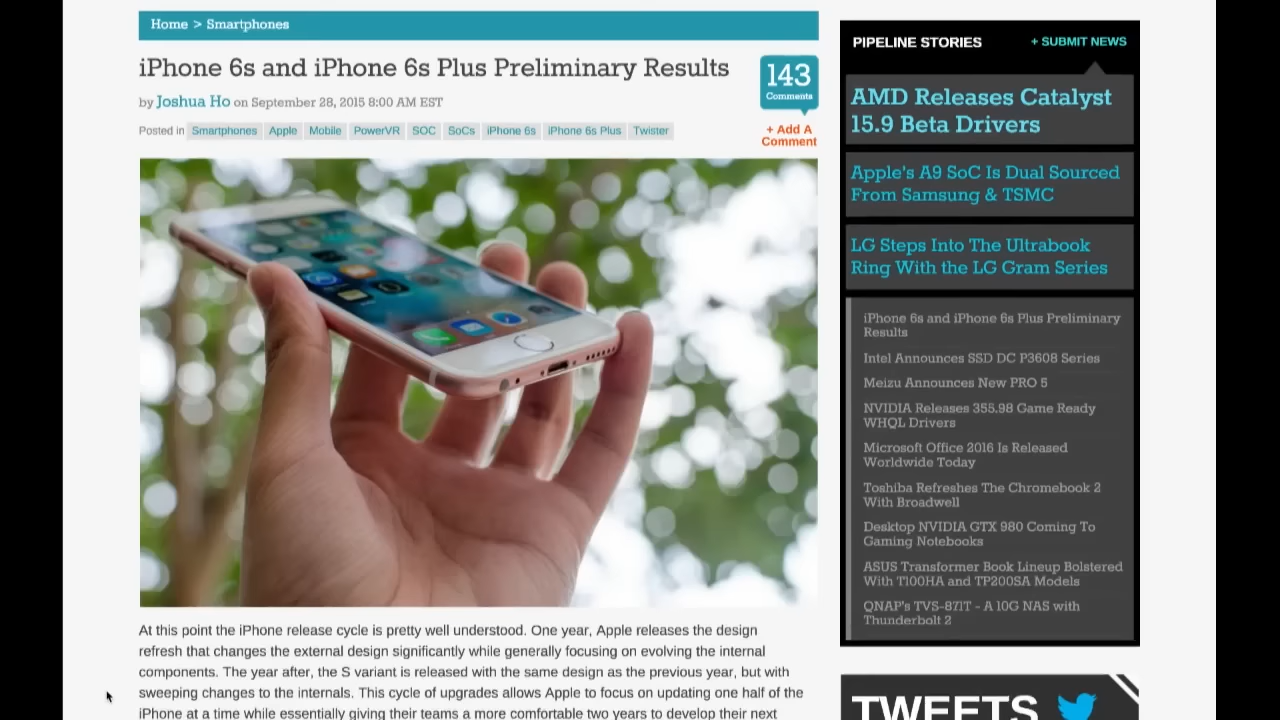 Home > Smartphones
iPhone 6s and iPhone 6s Plus Preliminary Results
by Joshua Ho on September 28, 2015 8:00 AM EST
Posted in Smartphones Apple Mobile PowerVR SOC SoCs iPhone 6s iPhone 6s Plus Twister
143
Comments
+ Add A
Comment
At this point the iPhone release cycle is pretty well understood. One year, Apple releases the design
refresh that changes the external design significantly while generally focusing on evolving the internal
components. The year after, the S variant is released with the same design as the previous year, but with
sweeping changes to the internals. This cycle of upgrades allows Apple to focus on updating one half of the
iPhone at a time while essentially giving their teams a more comfortable two years to develop their next
PIPELINE STORIES
+ SUBMIT NEWS
AMD Releases Catalyst
15.9 Beta Drivers
Apple's A9 SoC Is Dual Sourced
From Samsung & TSMC
LG Steps Into The Ultrabook
Ring With the LG Gram Series
iPhone 6s and iPhone 6s Plus Preliminary
Results
Intel Announces SSD DC P3608 Series
Meizu Announces New PRO 5
NVIDIA Releases 355.98 Game Ready
WHQL Drivers
Microsoft Office 2016 Is Released
Worldwide Today
Toshiba Refreshes The Chromebook 2
With Broadwell
Desktop NVIDIA GTX 980 Coming To
Gaming Notebooks
ASUS Transformer Book Lineup Bolstered
With T100HA and TP200SA Models
QNAP's TVS-871T - A 10G NAS with
Thunderbolt 2
TWEETS